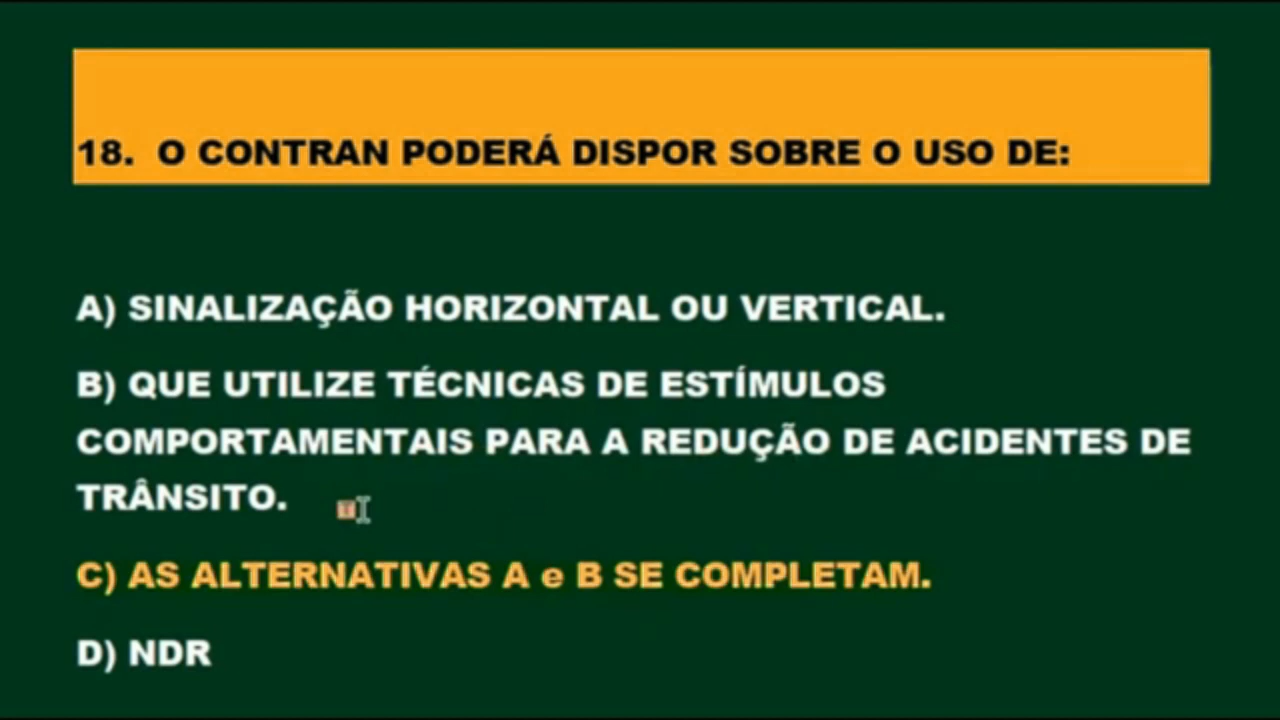 18. O CONTRAN PODERÁ DISPOR SOBRE O USO DE:
A) SINALIZAÇÃO HORIZONTAL OU VERTICAL.
B) QUE UTILIZE TÉCNICAS DE ESTÍMULOS
COMPORTAMENTAIS PARA A REDUÇÃO DE ACIDENTES DE
TRÂNSITO.
C) AS ALTERNATIVAS A e B SE COMPLETAM.
D) NDR